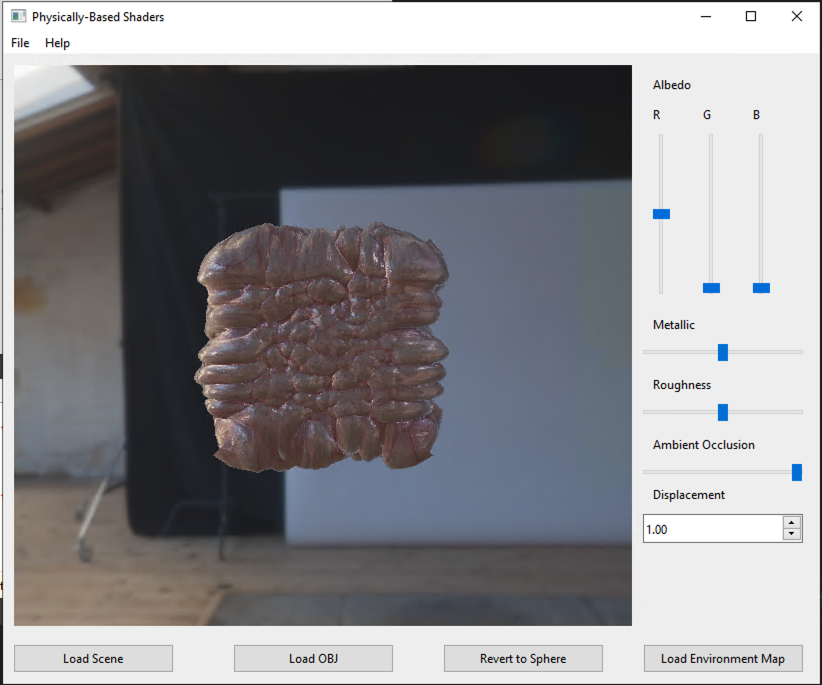 Physically-Based Shaders
File Help
Albedo
R G B
Metallic
Roughness
Ambient Occlusion
Displacement
1.00
Load Scene Load OBJ Revert to Sphere Load Environment Map